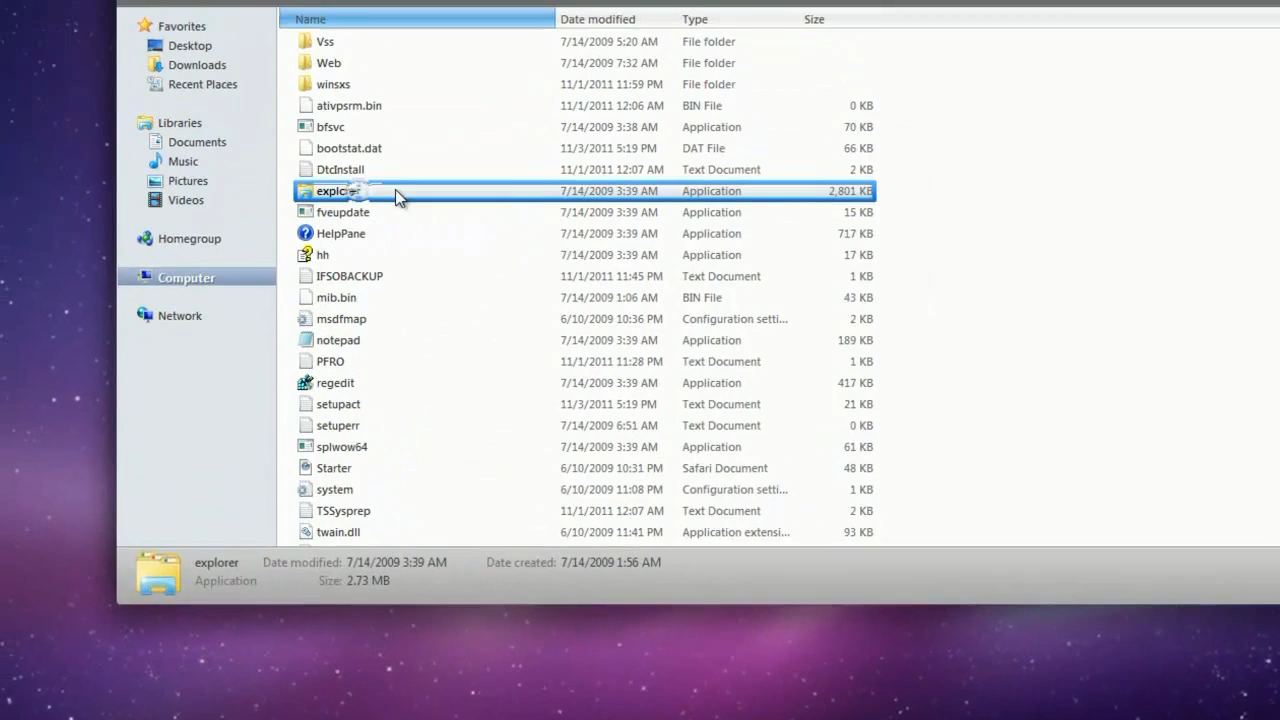 Favorites
Desktop
Downloads
Recent Places
Libraries
Documents
Music
Pictures
Videos
Homegroup
Computer
Network
Name Date modified Type Size
Vss 7/14/2009 5:20 AM File folder
Web 7/14/2009 7:32 AM File folder
winsxs 11/1/2011 11:59 PM File folder
ativpsrm.bin 11/1/2011 12:06 AM BIN File 0 KB
bfsvc 7/14/2009 3:38 AM Application 70 KB
bootstat.dat 11/3/2011 5:19 PM DAT File 66 KB
DtcInstall 11/1/2011 12:07 AM Text Document 2 KB
explorer 7/14/2009 3:39 AM Application 2,801 KB
fveupdate 7/14/2009 3:39 AM Application 15 KB
HelpPane 7/14/2009 3:39 AM Application 717 KB
hh 7/14/2009 3:39 AM Application 17 KB
IFSOBACKUP 11/1/2011 11:45 PM Text Document 1 KB
mib.bin 7/14/2009 1:06 AM BIN File 43 KB
msdfmap 6/10/2009 10:36 PM Configuration setti... 2 KB
notepad 7/14/2009 3:39 AM Application 189 KB
PFRO 11/1/2011 11:28 PM Text Document 1 KB
regedit 7/14/2009 3:39 AM Application 417 KB
setupact 11/3/2011 5:19 PM Text Document 21 KB
setuperr 7/14/2009 6:51 AM Text Document 0 KB
splwow64 7/14/2009 3:39 AM Application 61 KB
Starter 6/10/2009 10:31 PM Safari Document 48 KB
system 6/10/2009 11:08 PM Configuration setti... 1 KB
TSSysprep 11/1/2011 12:07 AM Text Document 2 KB
twain.dll 6/10/2009 11:41 PM Application extensi... 93 KB
explorer Date modified: 7/14/2009 3:39 AM Date created: 7/14/2009 1:56 AM
Application Size: 2.73 MB